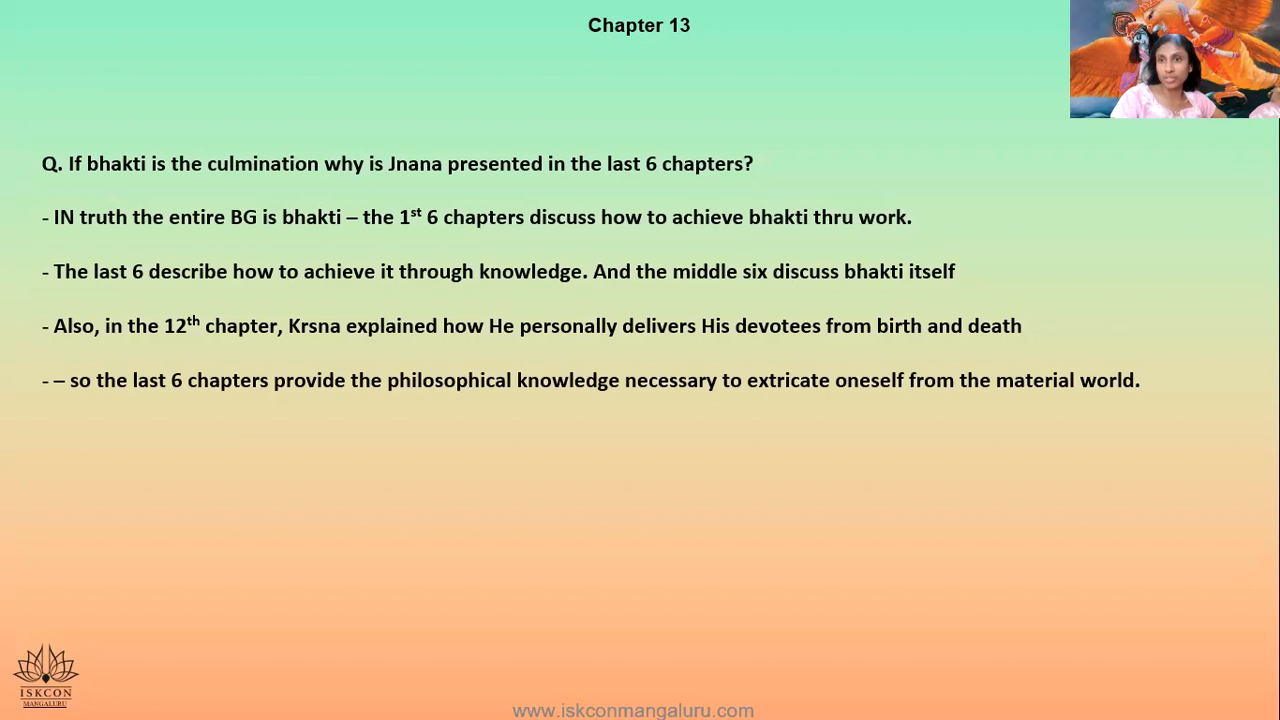 Chapter 13
Q. If bhakti is the culmination why is Jnana presented in the last 6 chapters?
- IN truth the entire BG is bhakti – the 1st 6 chapters discuss how to achieve bhakti thru work.
- The last 6 describe how to achieve it through knowledge. And the middle six discuss bhakti itself
- Also, in the 12th chapter, Krsna explained how He personally delivers His devotees from birth and death
- – so the last 6 chapters provide the philosophical knowledge necessary to extricate oneself from the material world.
ISKCON
MANGALURU
www.iskconmangaluru.com